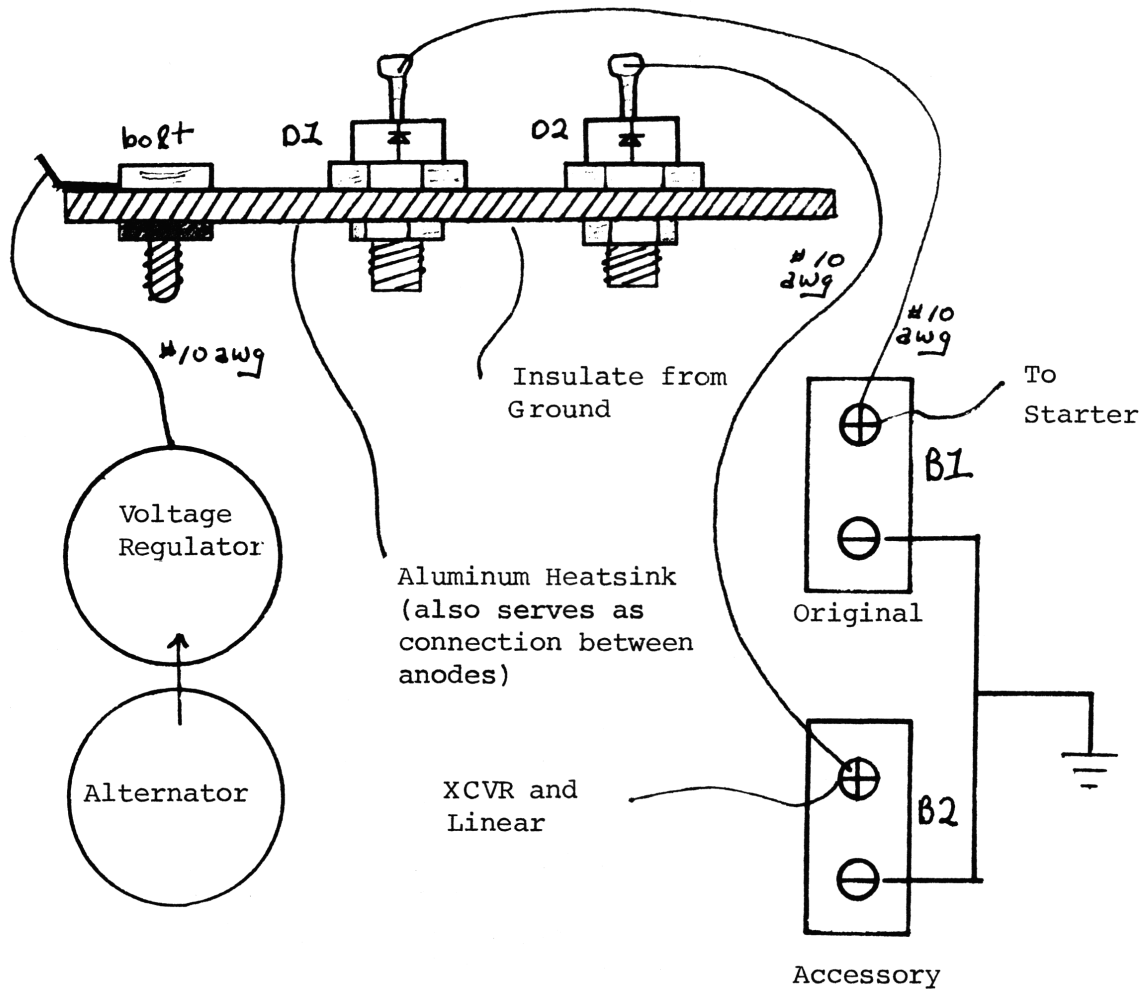 bolt
D1
D2
#10
awg
#10
awg
#10 awg
Insulate from
Ground
To
Starter
B1
Voltage
Regulator
Aluminum Heatsink
(also serves as
connection between
anodes)
Original
Alternator
XCVR and
Linear
B2
Accessory